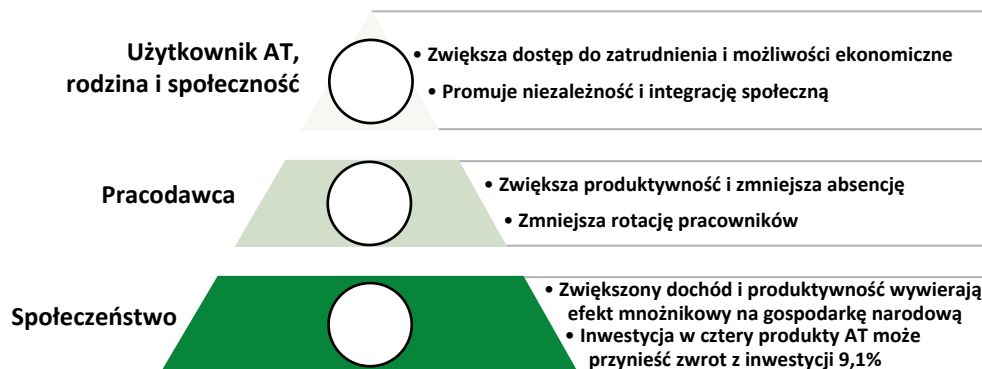 Użytkownik AT,
rodzina i społeczność
• Zwiększa dostęp do zatrudnienia i możliwości ekonomiczne
• Promuje niezależność i integrację społeczną
Pracodawca
• Zwiększa produktywność i zmniejsza absencję
• Zmniejsza rotację pracowników
Społeczeństwo
• Zwiększony dochód i produktywność wywierają
efekt mnożnikowy na gospodarkę narodową
• Inwestycja w cztery produkty AT może
przynieść zwrot z inwestycji 9,1%